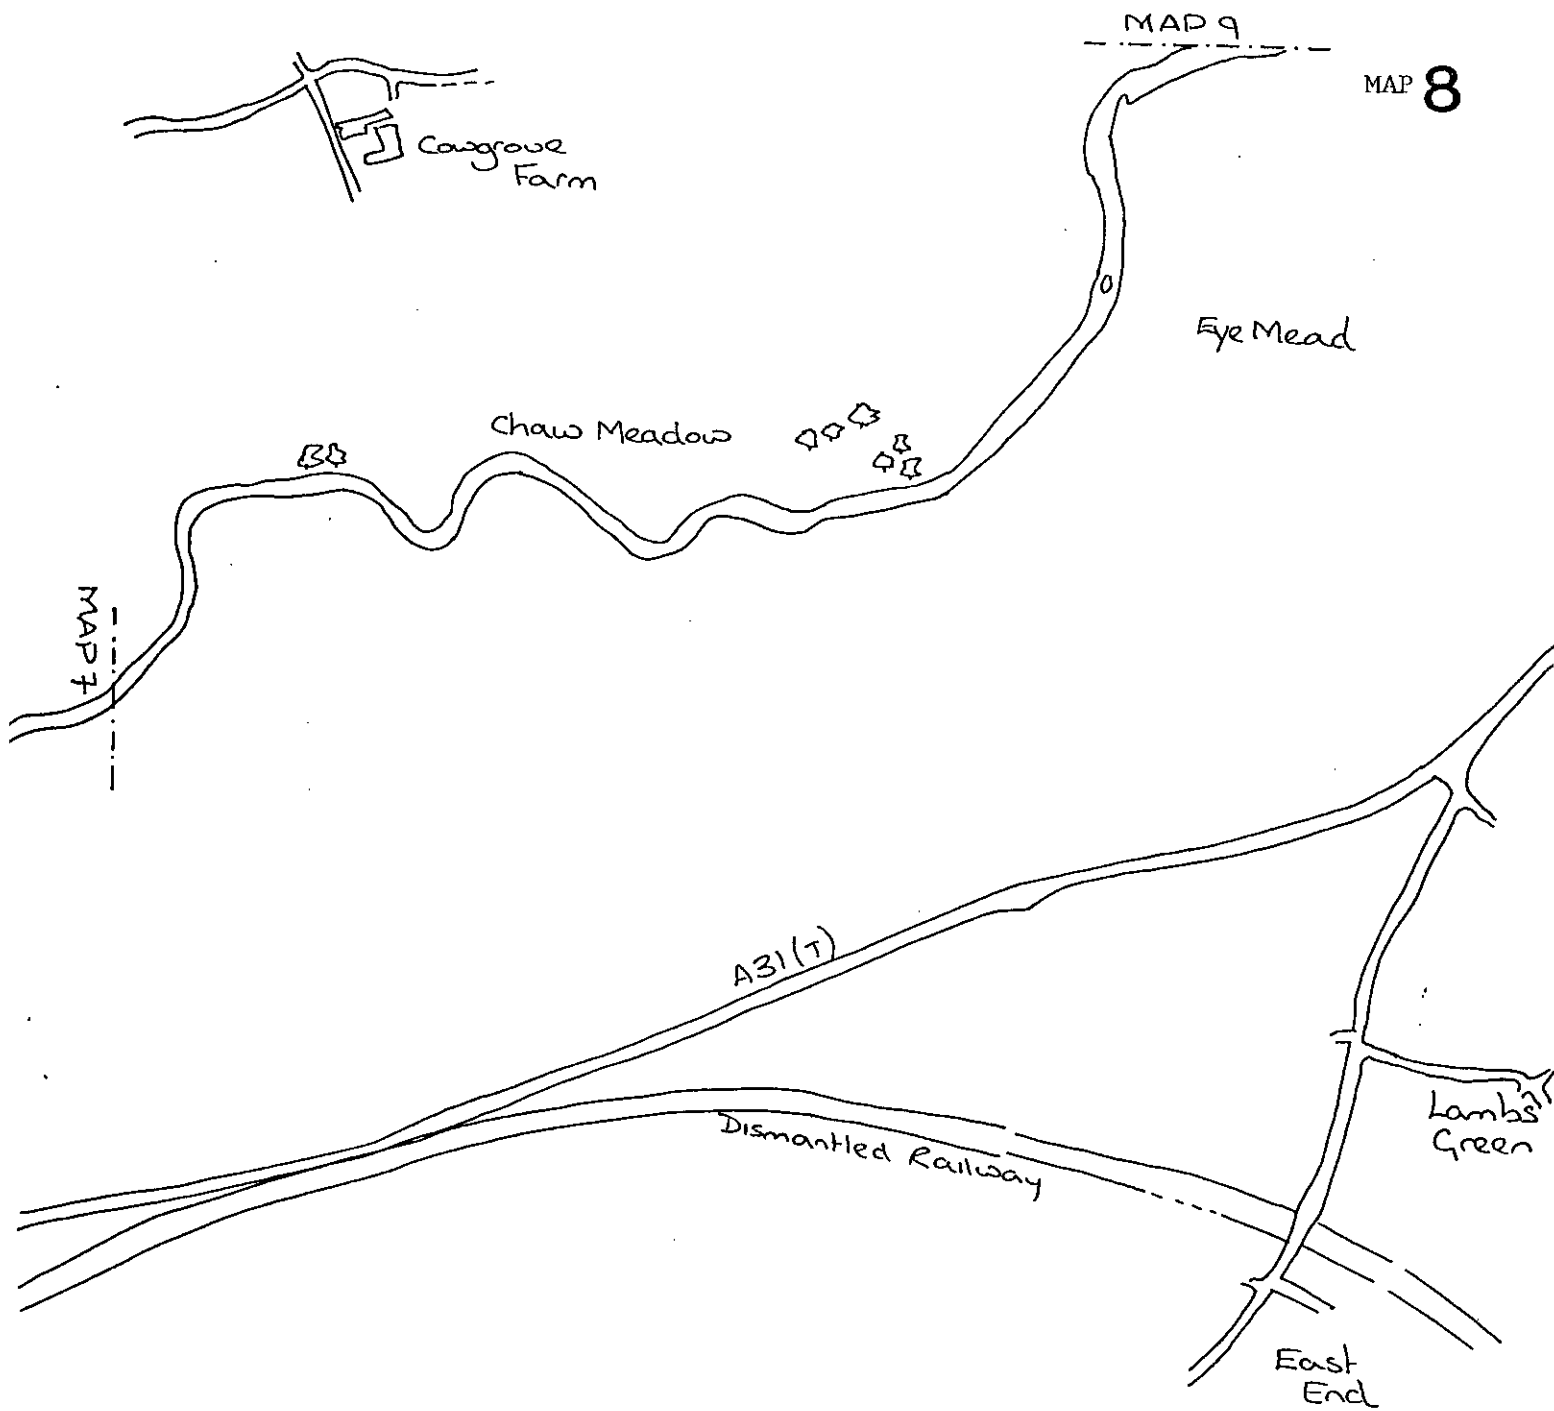 MAP 9
MAP 8
Cowgrove
Farm
Eye Mead
Chaw Meadow
MAP 7
A31(T)
Dismantled Railway
Lambs'
Green
East
End